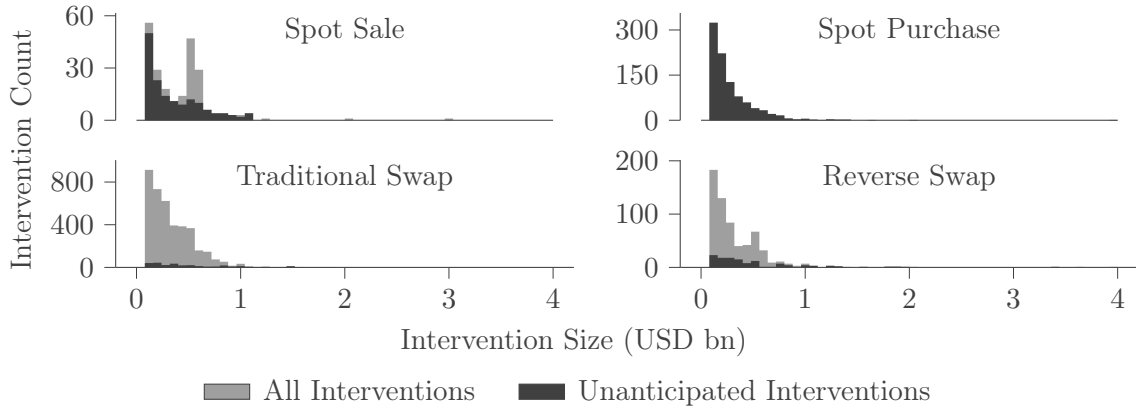 Intervention Count
60
30
0
Spot Sale
300
150
0
Spot Purchase
800
400
0
Traditional Swap
0 1 2 3 4
200
100
0
Reverse Swap
0 1 2 3 4
Intervention Size (USD bn)
All Interventions Unanticipated Interventions